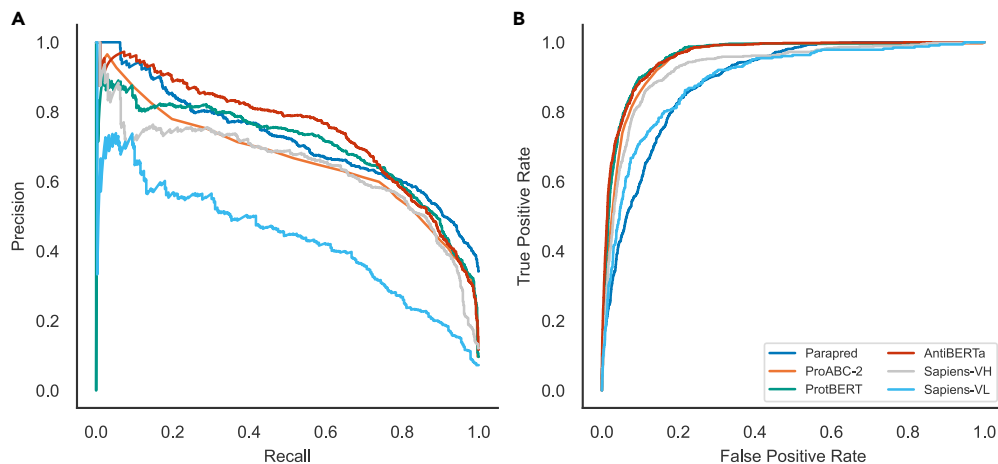 A
1.0
0.8
0.6
0.4
0.2
0.0
Precision
0.0 0.2 0.4 0.6 0.8 1.0
Recall
B
1.0
0.8
0.6
0.4
0.2
0.0
True Positive Rate
Parapred
ProABC-2
ProtBERT
AntiBERTa
Sapiens-VH
Sapiens-VL
0.0 0.2 0.4 0.6 0.8 1.0
False Positive Rate